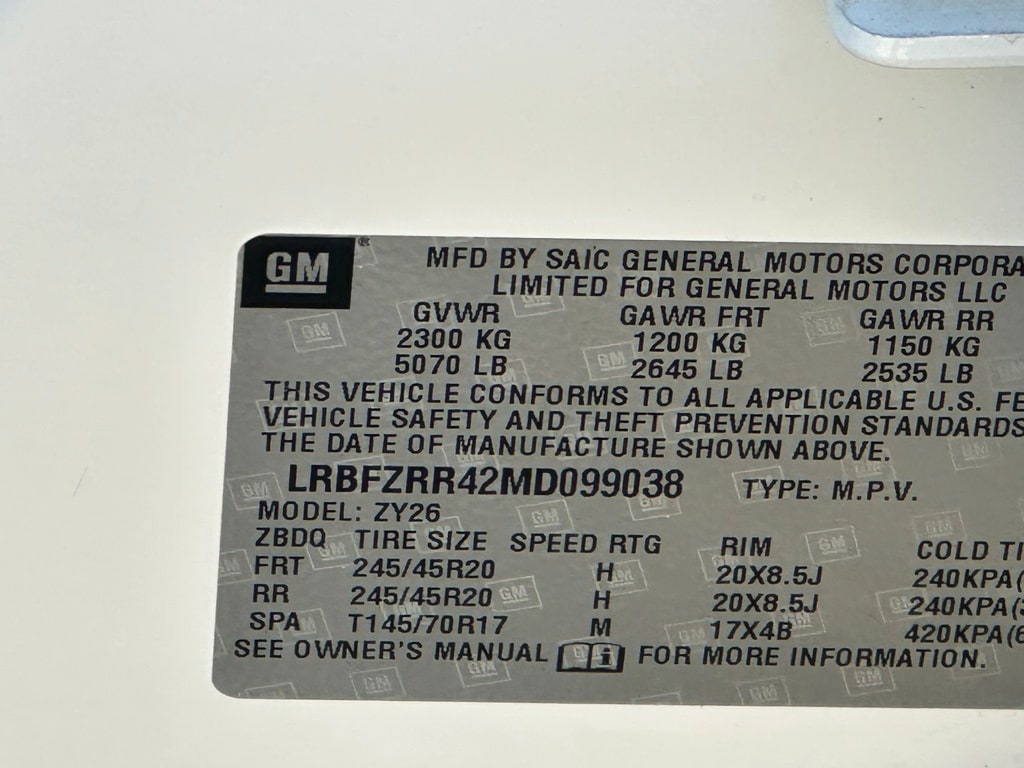 GM® MFD BY SAIC GENERAL MOTORS CORPORA
LIMITED FOR GENERAL MOTORS LLC
GVWR GAWR FRT GAWR RR
2300 KG 1200 KG 1150 KG
5070 LB 2645 LB 2535 LB
THIS VEHICLE CONFORMS TO ALL APPLICABLE U.S. FE
VEHICLE SAFETY AND THEFT PREVENTION STANDARDS
THE DATE OF MANUFACTURE SHOWN ABOVE.
LRBFZRR42MD099038 TYPE: M.P.V.
MODEL: ZY26
ZBDQ TIRE SIZE SPEED RTG RIM COLD TI
FRT 245/45R20 H 20X8.5J 240KPA(
RR 245/45R20 H 20X8.5J 240KPA(
SPA T145/70R17 M 17X4B 420KPA(6
SEE OWNER'S MANUAL FOR MORE INFORMATION.